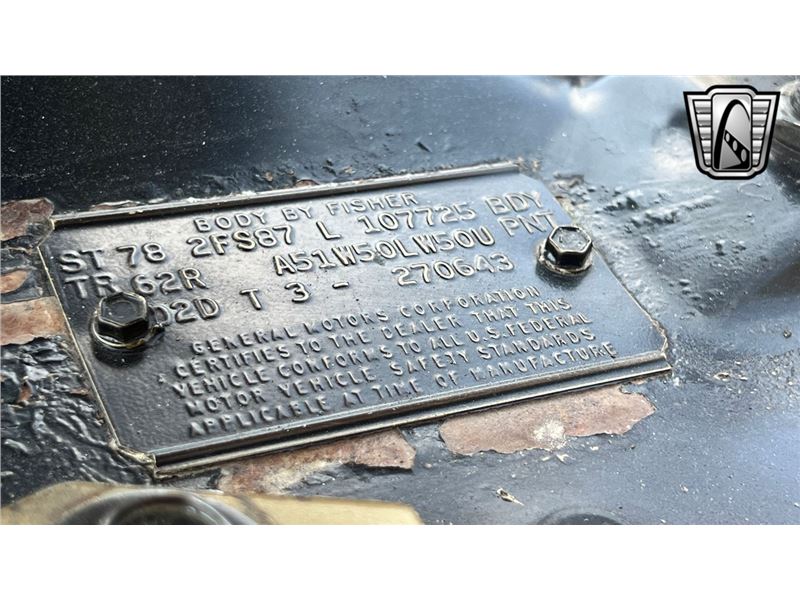 BODY BY FISHER
ST 78 2FS87 L 107725 BDY
TR 62R A51W50LW50U PNT
02D T 3 - 270643
GENERAL MOTORS CORPORATION
CERTIFIES TO THE DEALER THAT THIS
VEHICLE CONFORMS TO ALL U.S. FEDERAL
MOTOR VEHICLE SAFETY STANDARDS
APPLICABLE AT TIME OF MANUFACTURE